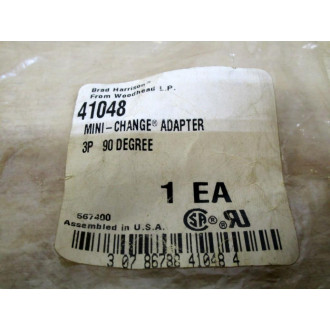 Brad Harrison®
From Woodhead L.P.
41048
MINI-CHANGE® ADAPTER
3P 90 DEGREE
1 EA
567400
Assembled in U.S.A.
3 07 8678 41048 4